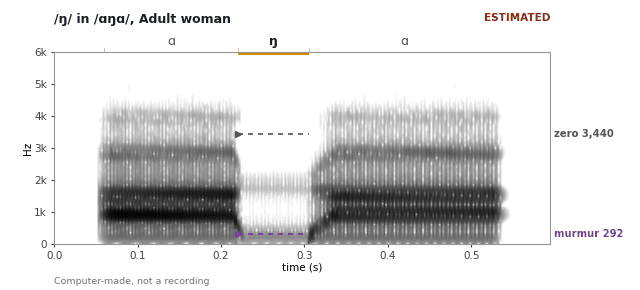 /ŋ/ in /ɑŋɑ/, Adult woman
ESTIMATED
ɑ ŋ ɑ
6k
5k
4k
3k
2k
1k
0
Hz
zero 3,440
murmur 292
0.0 0.1 0.2 0.3 0.4 0.5
time (s)
Computer-made, not a recording